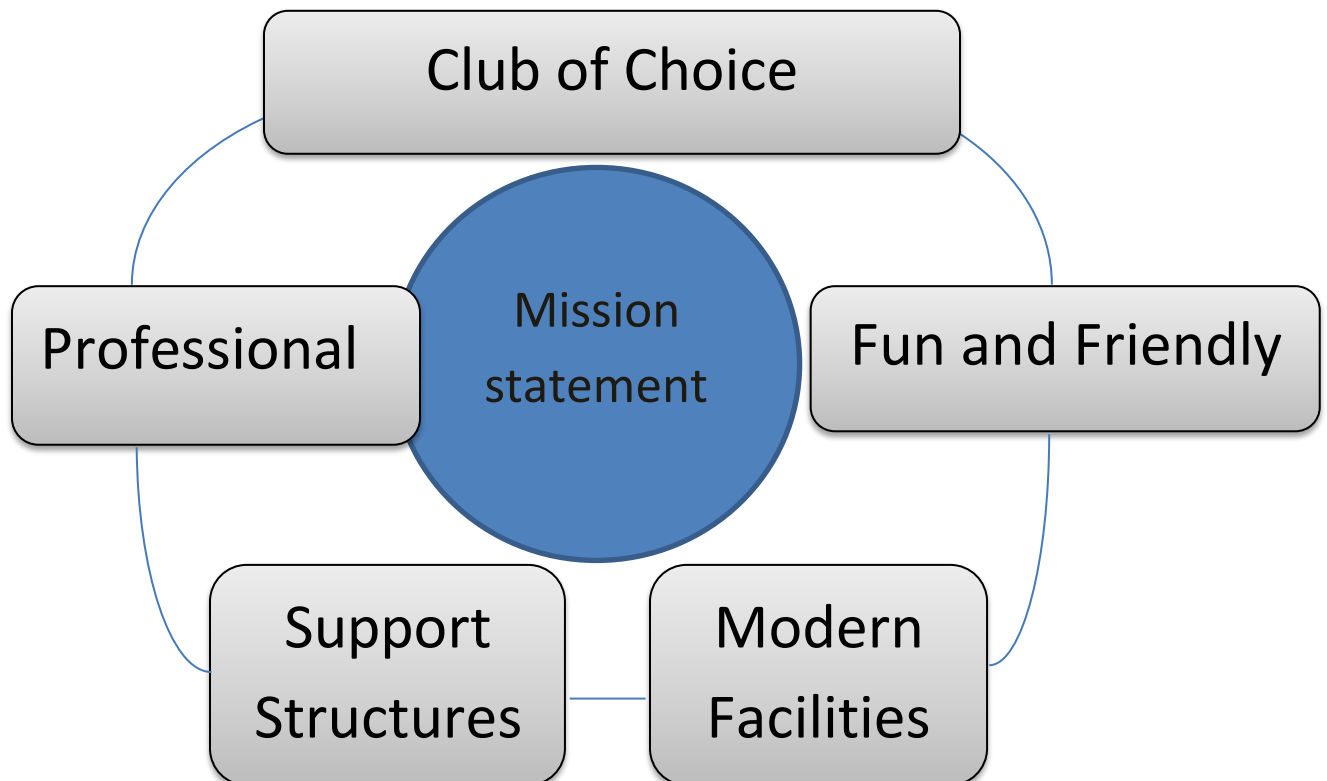 Club of Choice
Mission
statement
Professional
Fun and Friendly
Support
Structures
Modern
Facilities